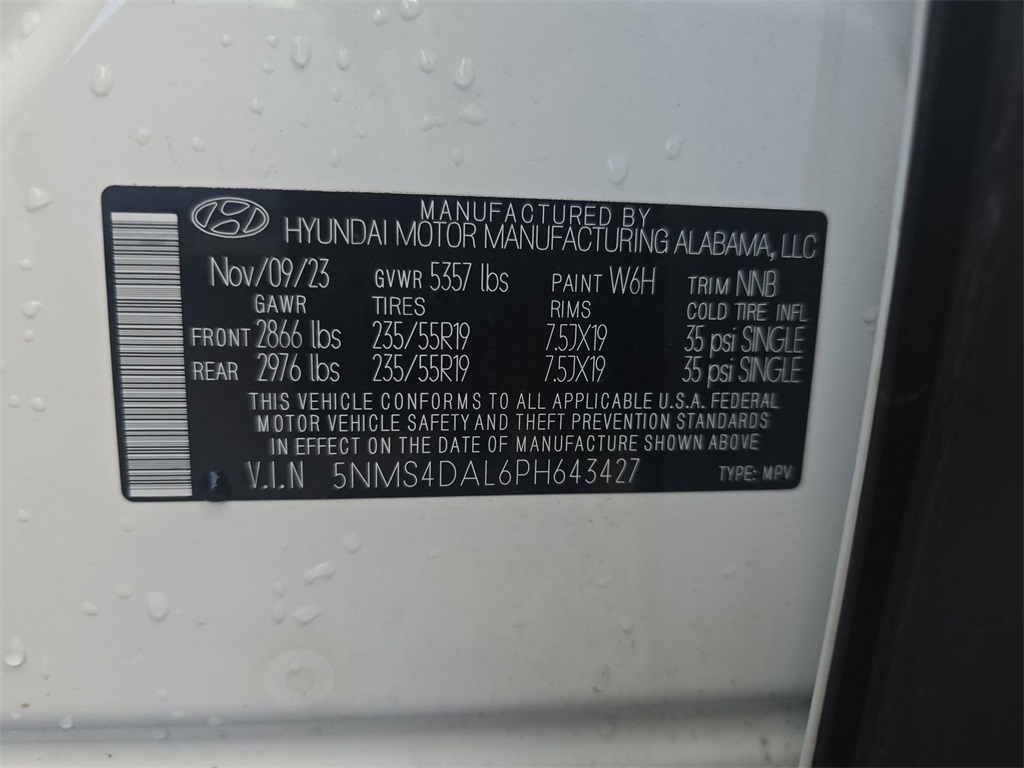 MANUFACTURED BY
HYUNDAI MOTOR MANUFACTURING ALABAMA, LLC
Nov/09/23 GVWR 5357 lbs PAINT W6H TRIM NNB
GAWR TIRES RIMS COLD TIRE INFL
FRONT 2866 lbs 235/55R19 7.5JX19 35 psi SINGLE
REAR 2976 lbs 235/55R19 7.5JX19 35 psi SINGLE
THIS VEHICLE CONFORMS TO ALL APPLICABLE U.S.A. FEDERAL
MOTOR VEHICLE SAFETY AND THEFT PREVENTION STANDARDS
IN EFFECT ON THE DATE OF MANUFACTURE SHOWN ABOVE
V.I.N 5NMS4DAL6PH643427 TYPE: MPV